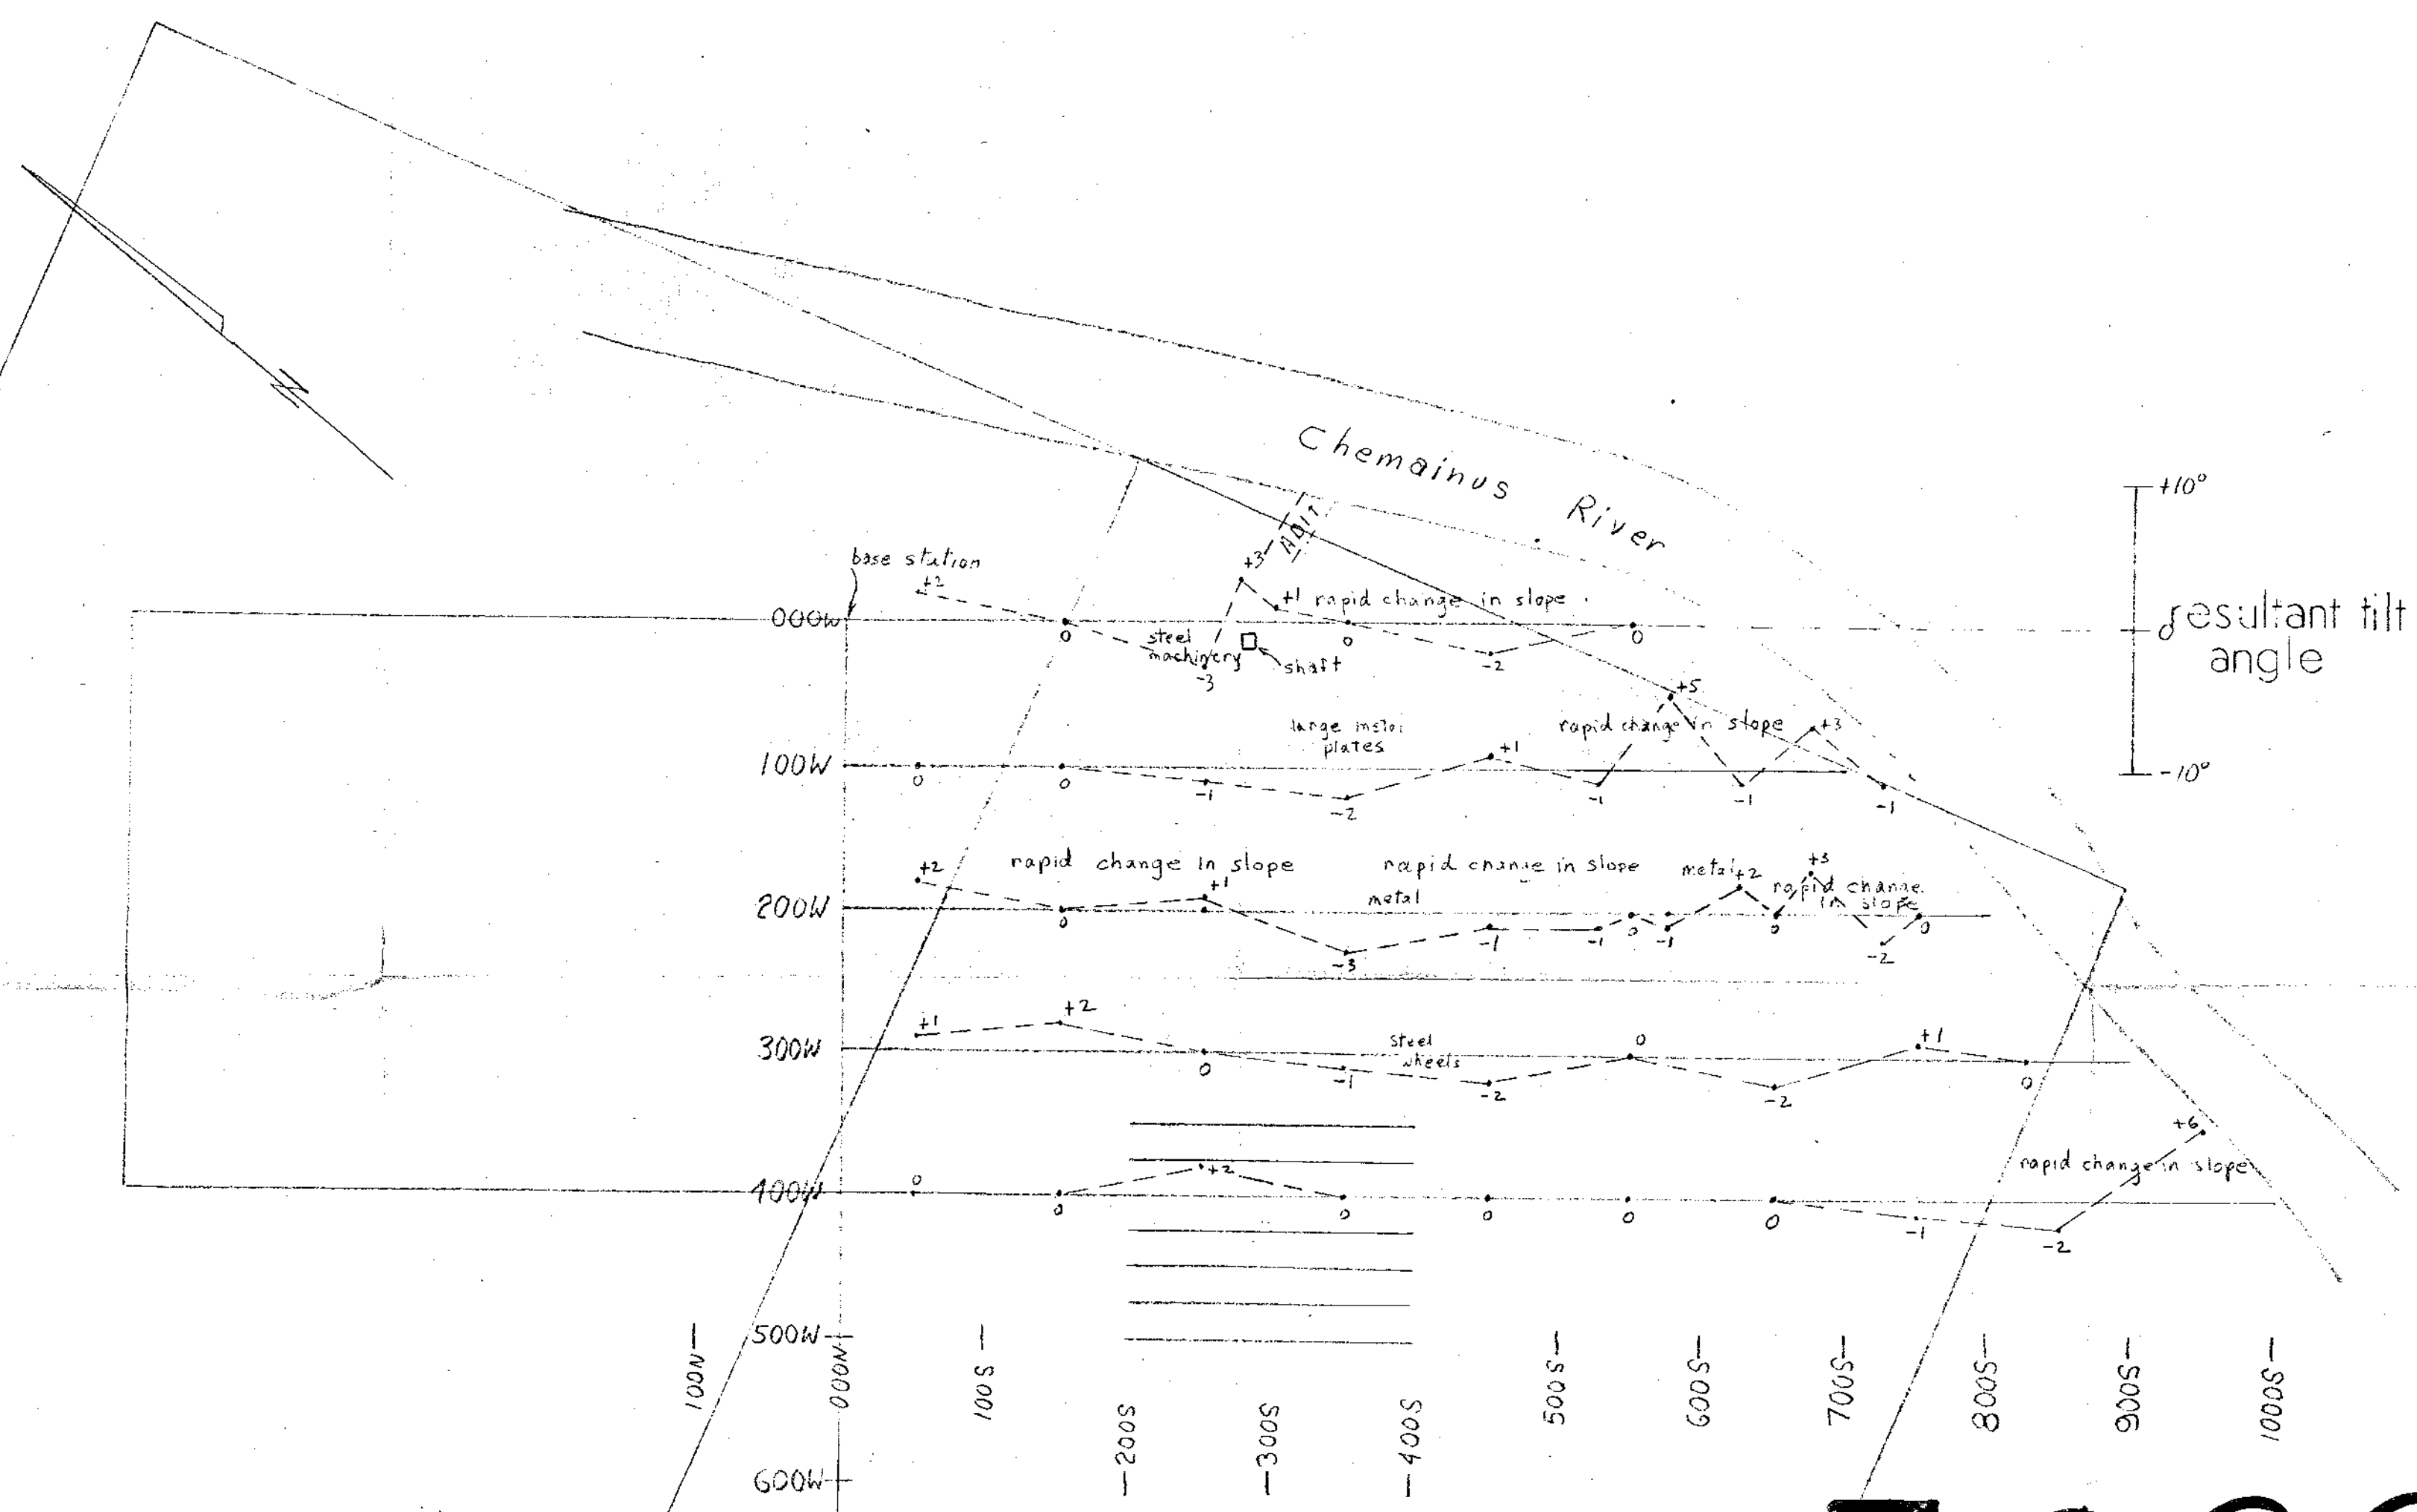 N
Chemainus River
ADIT
+10°
0
-10°
resultant tilt
angle
base station
000W
+2
0
steel
machinery
-3
+3
+1
rapid change in slope
shaft
0
-2
0
large metal
plates
rapid change in slope
100W
0
0
-1
-2
+1
-1
+5
-1
+3
-1
rapid change in slope
rapid change in slope
metal
metal
rapid change
in slope
200W
+2
0
+1
-3
-1
-1
0
-1
+2
0
+3
-2
0
300W
+1
+2
0
-1
steel
wheels
-2
0
-2
+1
0
400W
0
0
+2
0
0
0
0
-1
-2
+6
rapid change in slope
500W
600W
100N
000N
100S
200S
300S
400S
500S
600S
700S
800S
900S
1000S